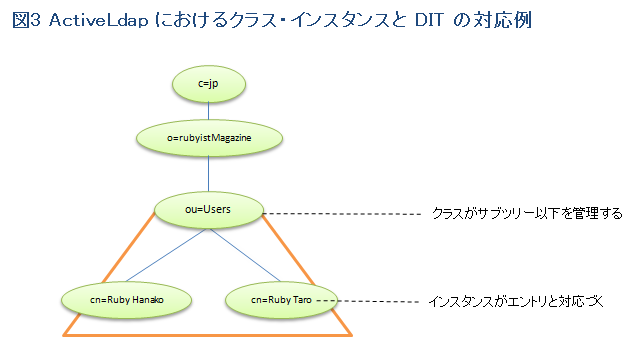 図3 ActiveLdap におけるクラス・インスタンスと DIT の対応例
c=jp
o=rubyistMagazine
ou=Users
クラスがサブツリー以下を管理する
cn=Ruby Hanako
cn=Ruby Taro
インスタンスがエントリと対応づく